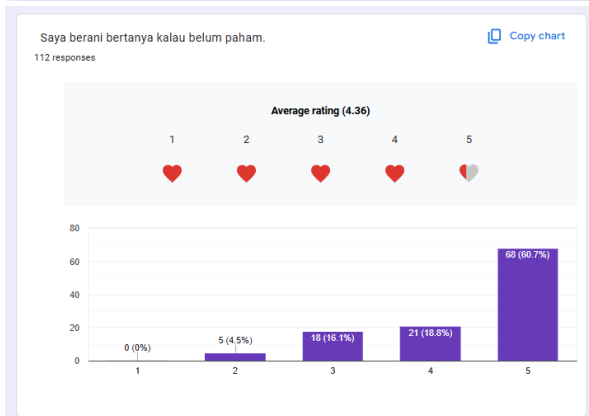 Saya berani bertanya kalau belum paham.
Copy chart
112 responses
Average rating (4.36)
1 2 3 4 5
80
60
40
20
0
0 (0%)
5 (4.5%)
18 (16.1%)
21 (18.8%)
68 (60.7%)
1 2 3 4 5